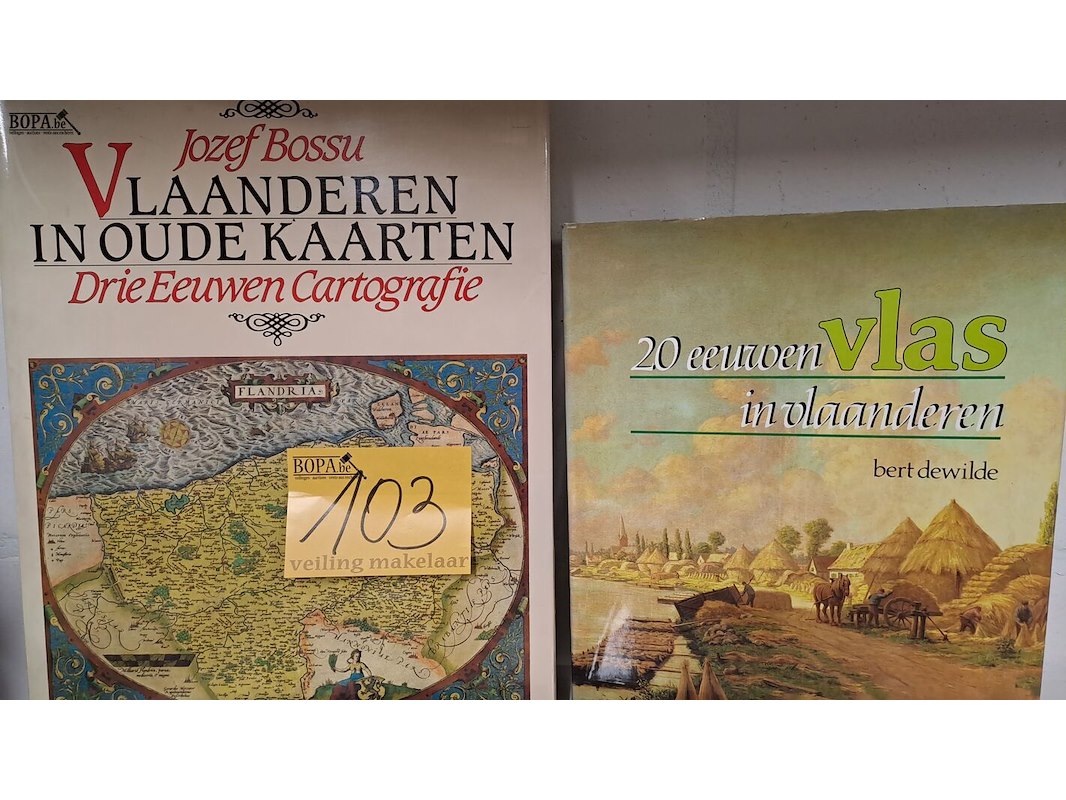 BOPA.be
Jozef Bossu
VLAANDEREN
IN OUDE KAARTEN
Drie Eeuwen Cartografie
FLANDRIA
BOPA.be
103
veiling makelaar
20 eeuwen vlas
in vlaanderen
bert dewilde